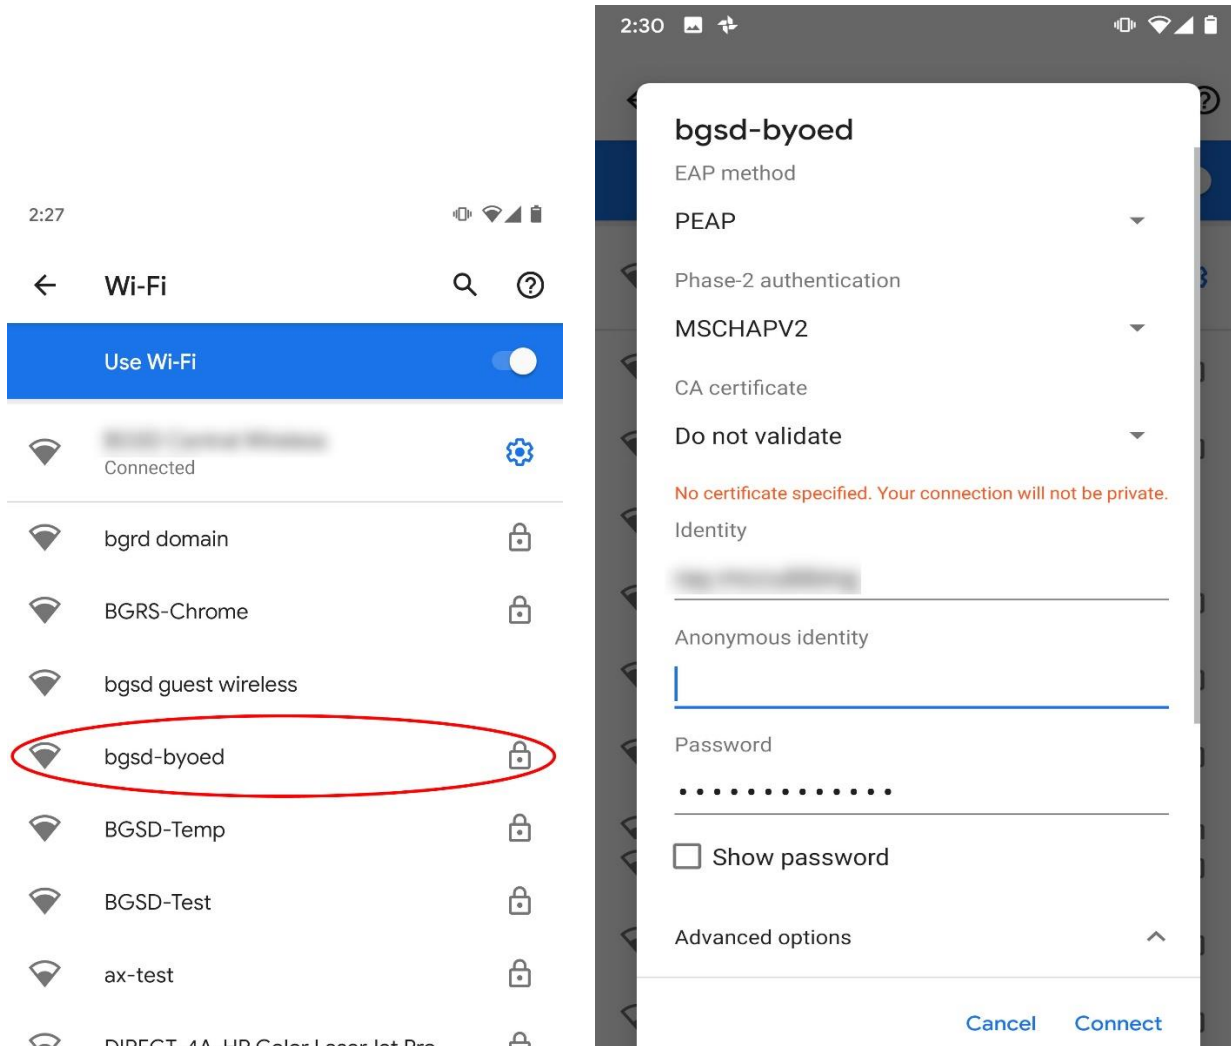 2:27
Wi-Fi
Use Wi-Fi
Connected
bgrd domain
BGRS-Chrome
bgsd guest wireless
bgsd-byoed
BGSD-Temp
BGSD-Test
ax-test
2:30
bgsd-byoed
EAP method
PEAP
Phase-2 authentication
MSCHAPV2
CA certificate
Do not validate
No certificate specified. Your connection will not be private.
Identity
Anonymous identity
Password
Show password
Advanced options
Cancel Connect